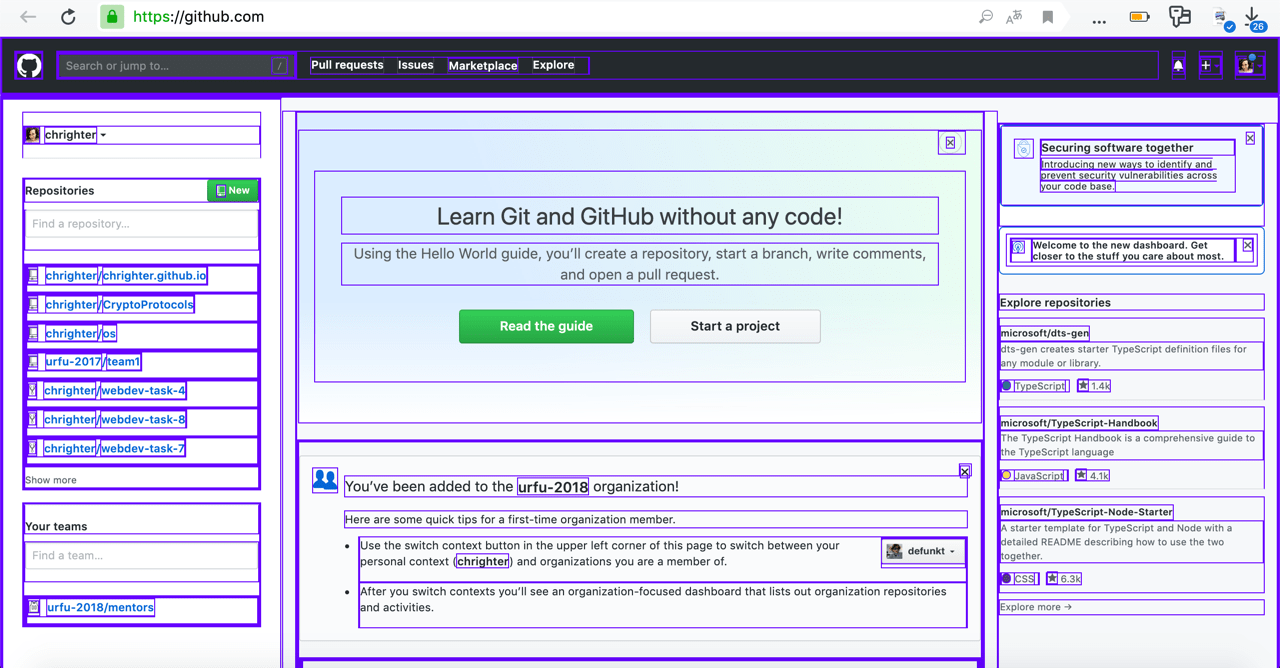 https://github.com
26
Search or jump to…
/
Pull requests
Issues
Marketplace
Explore
chrighter
Repositories
New
Find a repository…
chrighter/chrighter.github.io
chrighter/CryptoProtocols
chrighter/os
urfu-2017/team1
chrighter/webdev-task-4
chrighter/webdev-task-8
chrighter/webdev-task-7
Show more
Your teams
Find a team…
urfu-2018/mentors
Learn Git and GitHub without any code!
Using the Hello World guide, you’ll create a repository, start a branch, write comments,
and open a pull request.
Read the guide
Start a project
You’ve been added to the urfu-2018 organization!
Here are some quick tips for a first-time organization member.
• Use the switch context button in the upper left corner of this page to switch between your
personal context (chrighter) and organizations you are a member of.
defunkt
• After you switch contexts you’ll see an organization-focused dashboard that lists out organization repositories
and activities.
Securing software together
Introducing new ways to identify and
prevent security vulnerabilities across
your code base.
Welcome to the new dashboard. Get
closer to the stuff you care about most.
Explore repositories
microsoft/dts-gen
dts-gen creates starter TypeScript definition files for
any module or library.
TypeScript 1.4k
microsoft/TypeScript-Handbook
The TypeScript Handbook is a comprehensive guide to
the TypeScript language
JavaScript 4.1k
microsoft/TypeScript-Node-Starter
A starter template for TypeScript and Node with a
detailed README describing how to use the two
together.
CSS 6.3k
Explore more →